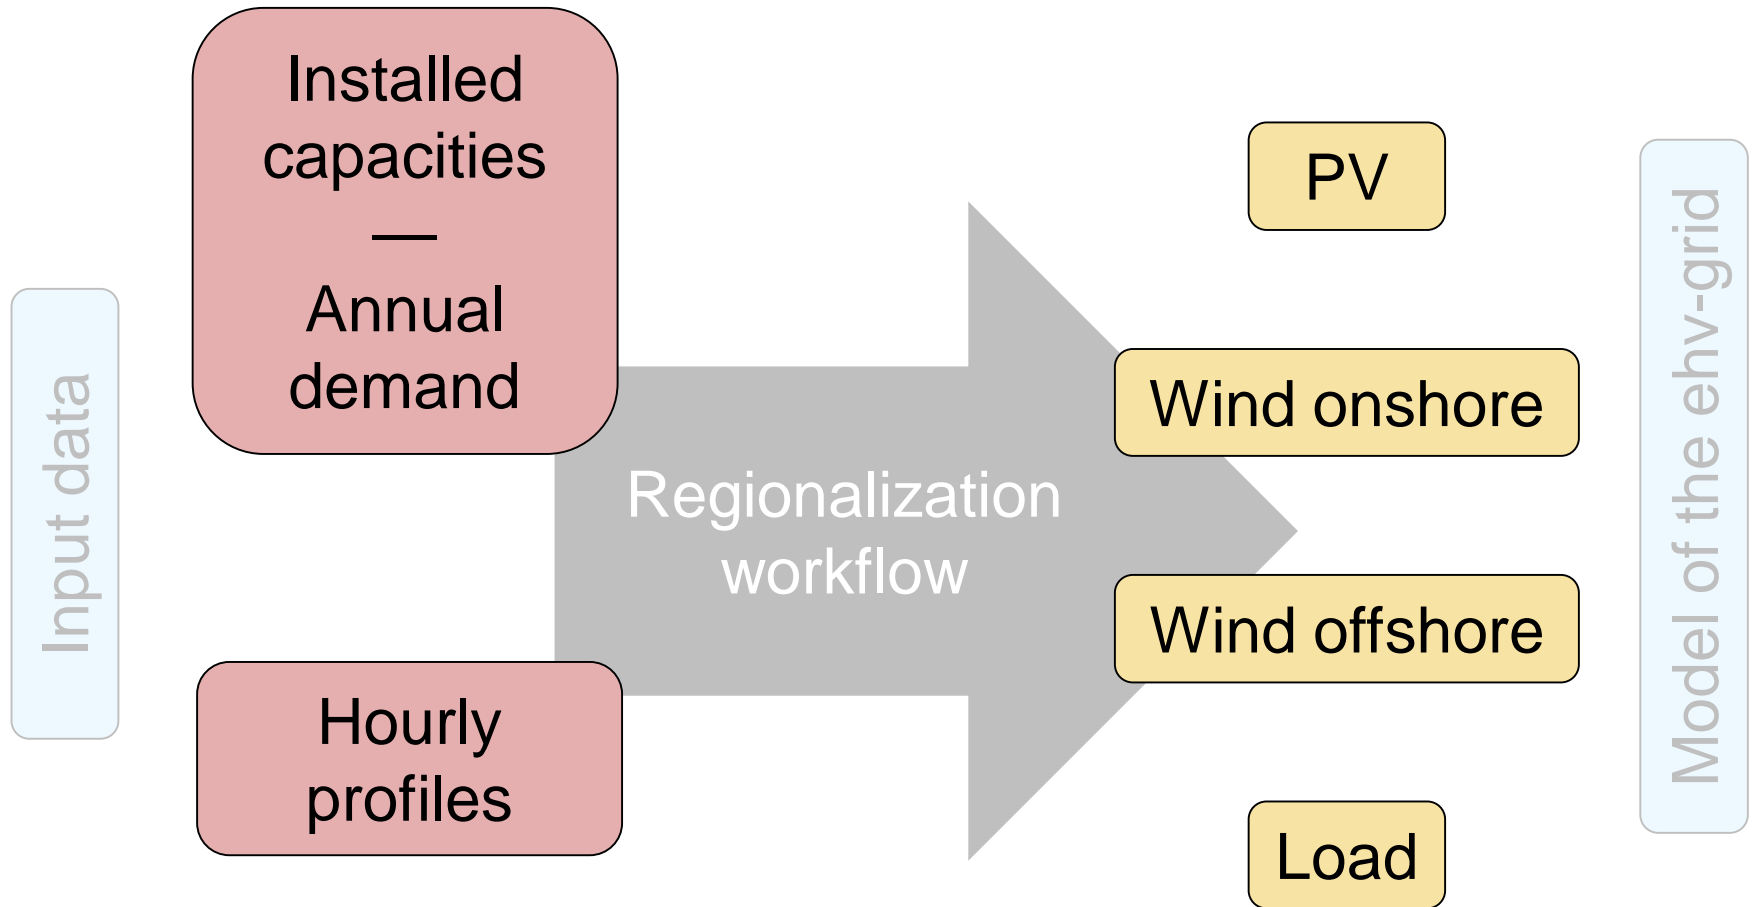 Input data
Installed
capacities
—
Annual
demand
Hourly
profiles
Regionalization
workflow
PV
Wind onshore
Wind offshore
Load
Model of the ehv-grid